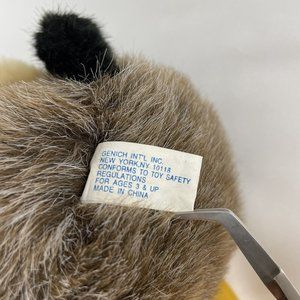 GENICH INT'L INC.
NEW YORK, NY 10118
CONFORMS TO TOY SAFETY
REGULATIONS
FOR AGES 3 & UP
MADE IN CHINA